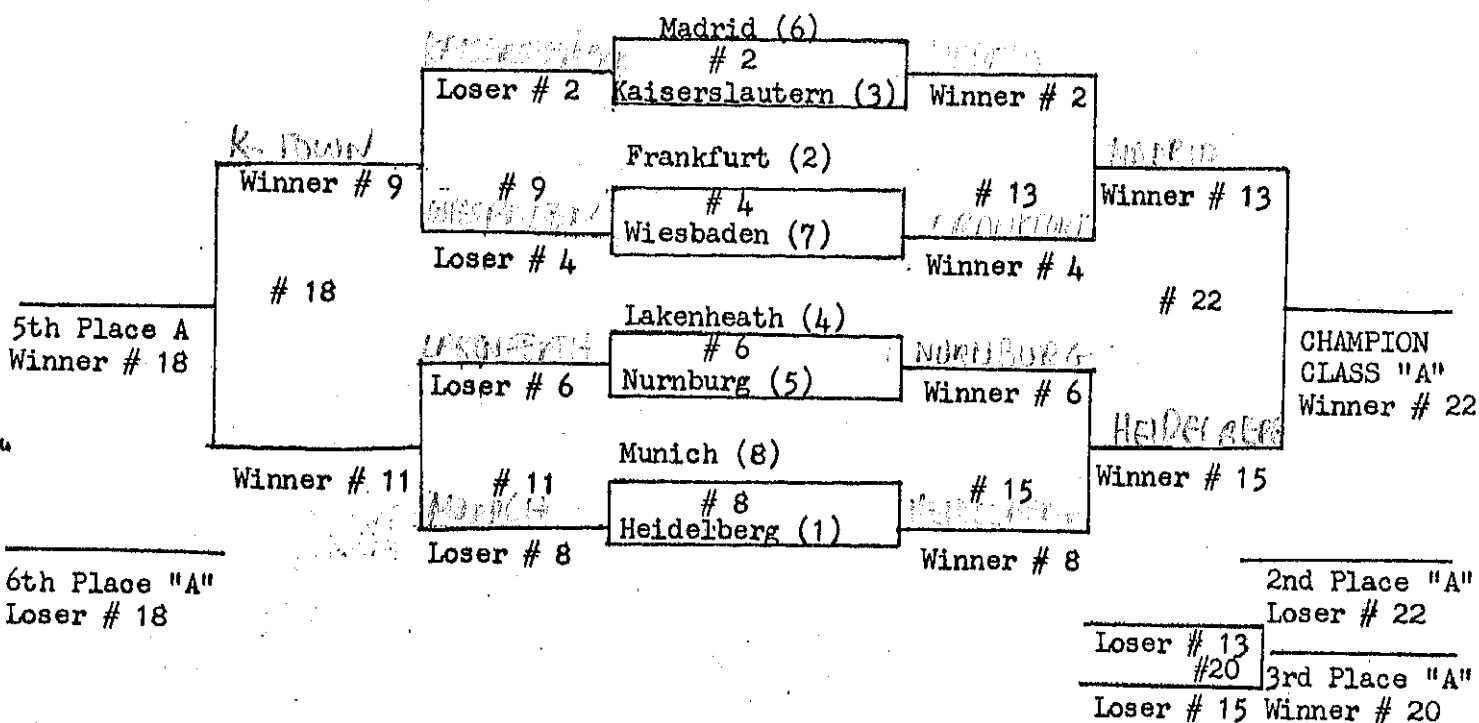 Madrid (6)
# 2
Kaiserslautern (3)
Loser # 2
Winner # 2
K-TOWN
Winner # 9
# 9
Frankfurt (2)
# 4
Wiesbaden (7)
Loser # 4
FRANKFURT
Winner # 4
# 13
MADRID
Winner # 13
# 18
5th Place A
Winner # 18
# 22
CHAMPION
CLASS "A"
Winner # 22
Lakenheath (4)
# 6
Nurnburg (5)
Loser # 6
NURNBURG
Winner # 6
Winner # 11
# 11
Munich (8)
# 8
Heidelberg (1)
MUNICH
Loser # 8
Winner # 8
# 15
HEIDELBERG
Winner # 15
6th Place "A"
Loser # 18
2nd Place "A"
Loser # 22
Loser # 13
#20
Loser # 15
3rd Place "A"
Winner # 20